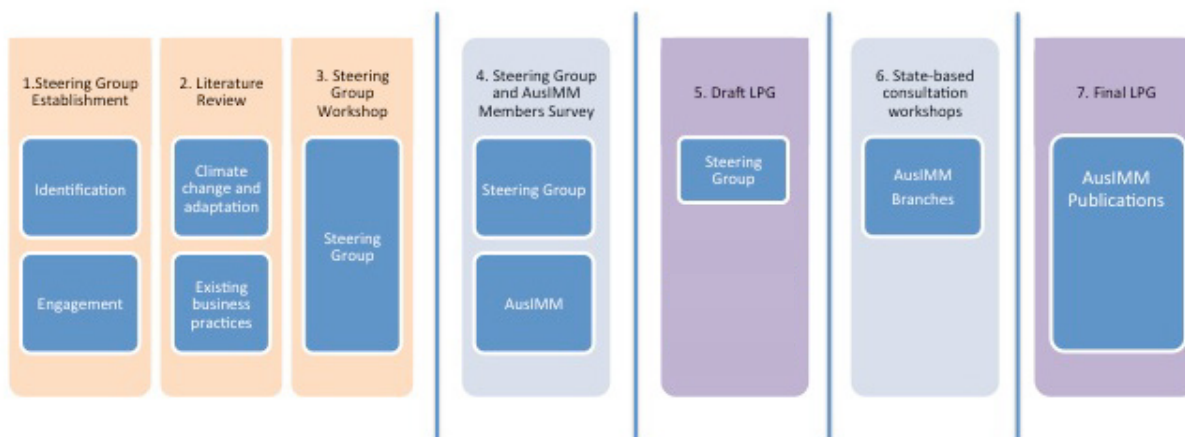 1.Steering Group
Establishment
Identification
Engagement
2. Literature
Review
Climate
change and
adaptation
Existing
business
practices
3. Steering
Group
Workshop
Steering
Group
4. Steering Group
and AusIMM
Members Survey
Steering Group
AusIMM
5. Draft LPG
Steering
Group
6. State-based
consultation
workshops
AusIMM
Branches
7. Final LPG
AusIMM
Publications